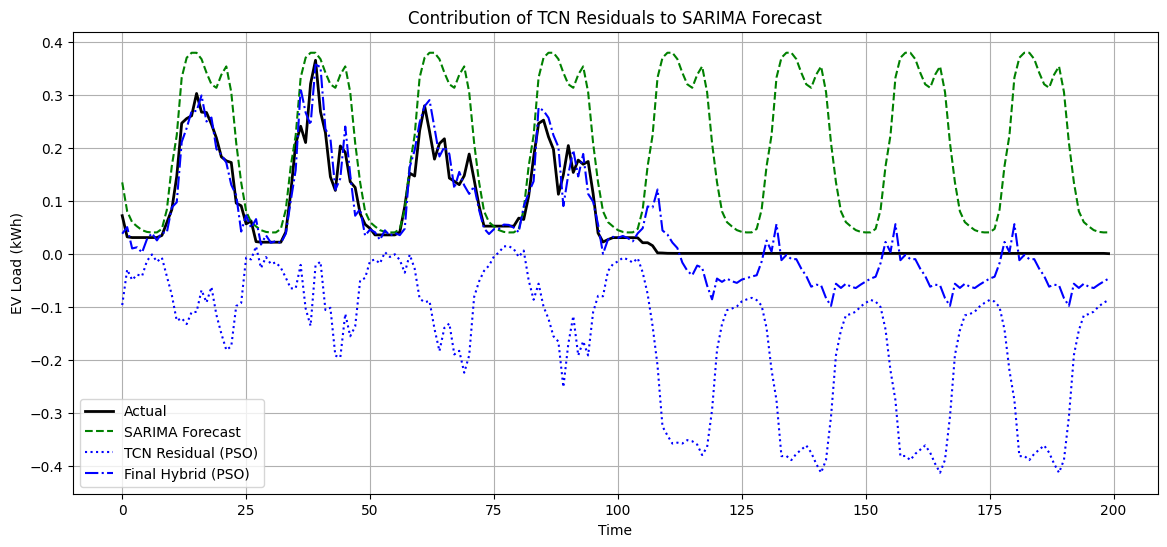 Contribution of TCN Residuals to SARIMA Forecast
EV Load (kWh)
0.4
0.3
0.2
0.1
0.0
−0.1
−0.2
−0.3
−0.4
Actual
SARIMA Forecast
TCN Residual (PSO)
Final Hybrid (PSO)
0 25 50 75 100 125 150 175 200
Time